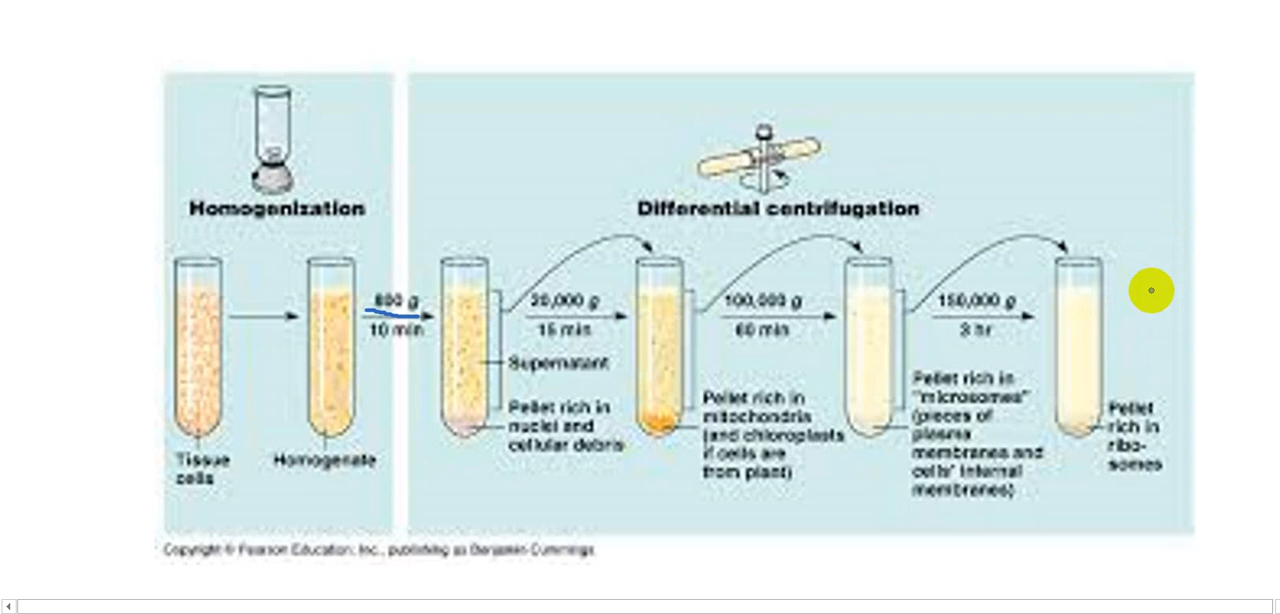 Homogenization
Differential centrifugation
800 g
10 min
20,000 g
15 min
100,000 g
60 min
150,000 g
3 hr
Tissue
cells
Homogenate
Supernatant
Pellet rich in
nuclei and
cellular debris
Pellet rich in
mitochondria
(and chloroplasts
if cells are
from plant)
Pellet rich in
"microsomes"
(pieces of
plasma
membranes and
cells' internal
membranes)
Pellet
rich in
ribo-
somes
Copyright © Pearson Education, Inc., publishing as Benjamin Cummings